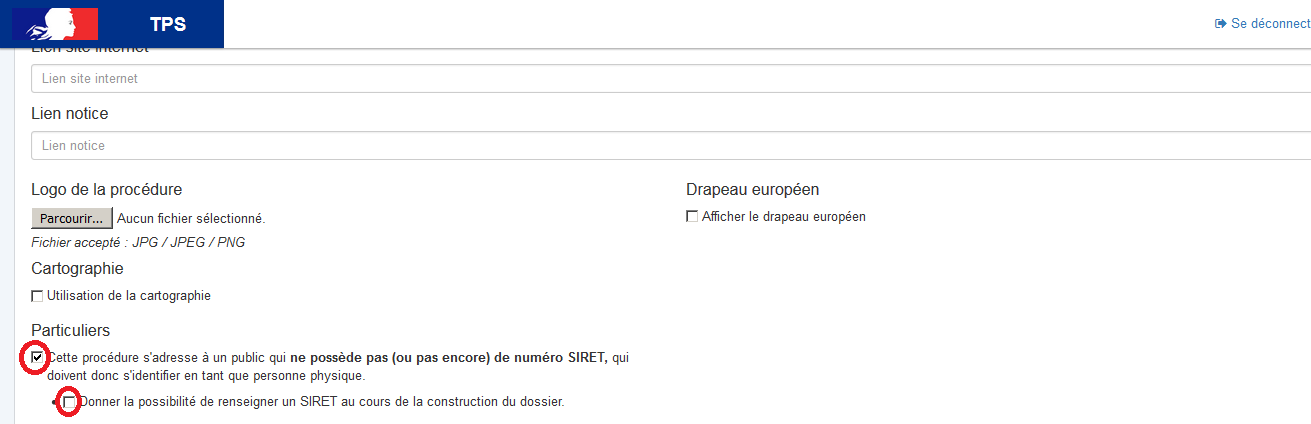 TPS
Se déconnect
Lien site internet
Lien site internet
Lien notice
Lien notice
Logo de la procédure
Drapeau européen
Parcourir... Aucun fichier sélectionné.
Afficher le drapeau européen
Fichier accepté : JPG / JPEG / PNG
Cartographie
Utilisation de la cartographie
Particuliers
Cette procédure s'adresse à un public qui ne possède pas (ou pas encore) de numéro SIRET, qui
doivent donc s'identifier en tant que personne physique.
Donner la possibilité de renseigner un SIRET au cours de la construction du dossier.